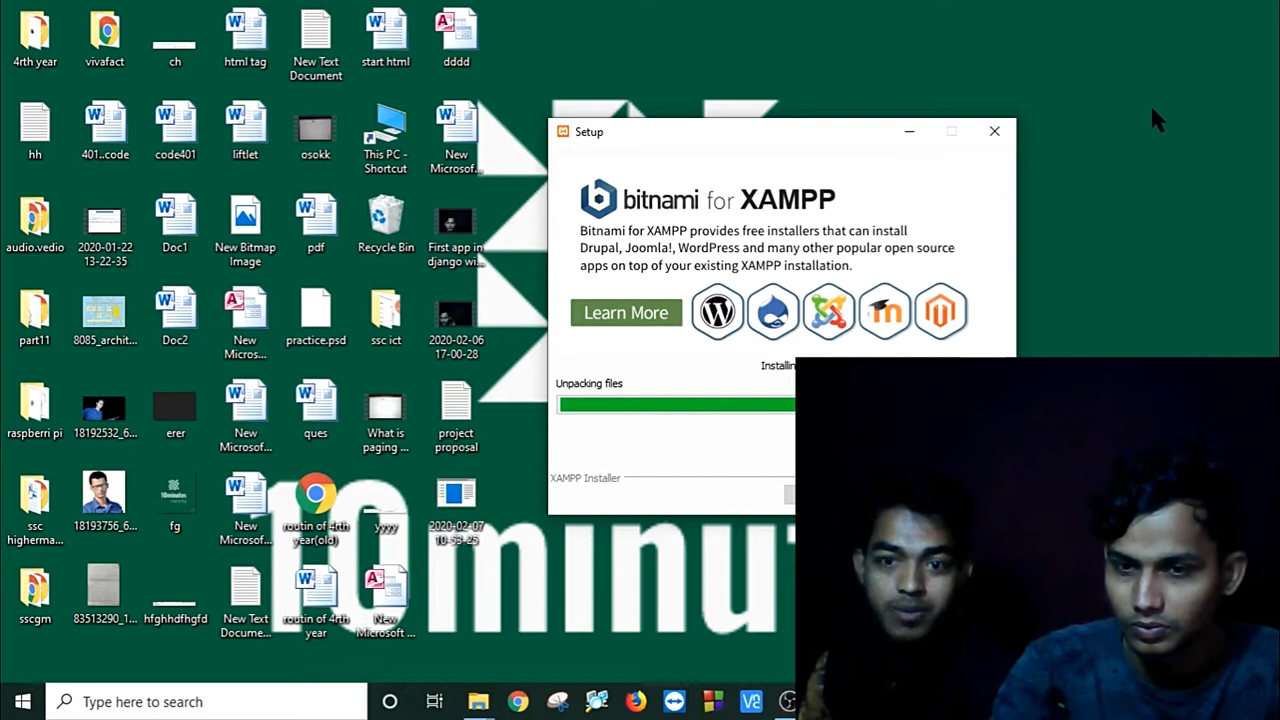 4rth year
vivafact
ch
html tag
New Text
Document
start html
dddd
hh
401..code
code401
liftlet
osokk
This PC -
Shortcut
New
Microsof...
audio.vedio
2020-01-22
13-22-35
Doc1
New Bitmap
Image
pdf
Recycle Bin
First app in
django wi...
part11
8085_archit...
Doc2
New
Micros...
practice.psd
ssc ict
2020-02-06
17-00-28
raspberri pi
18192532_6...
erer
New
Microsof...
ques
What is
paging ...
project
proposal
ssc
higherma...
18193756_6...
10minutes
fg
New
Microsof...
routin of 4rth
year(old)
yyyy
2020-02-07
10-53-25
sscgm
83513290_1...
hfghhdfhgfd
New Text
Docume...
routin of 4rth
year
New
Microsoft ...
10minut
Setup
bitnami for XAMPP
Bitnami for XAMPP provides free installers that can install
Drupal, Joomla!, WordPress and many other popular open source
apps on top of your existing XAMPP installation.
Learn More
Installin
Unpacking files
XAMPP Installer
Type here to search